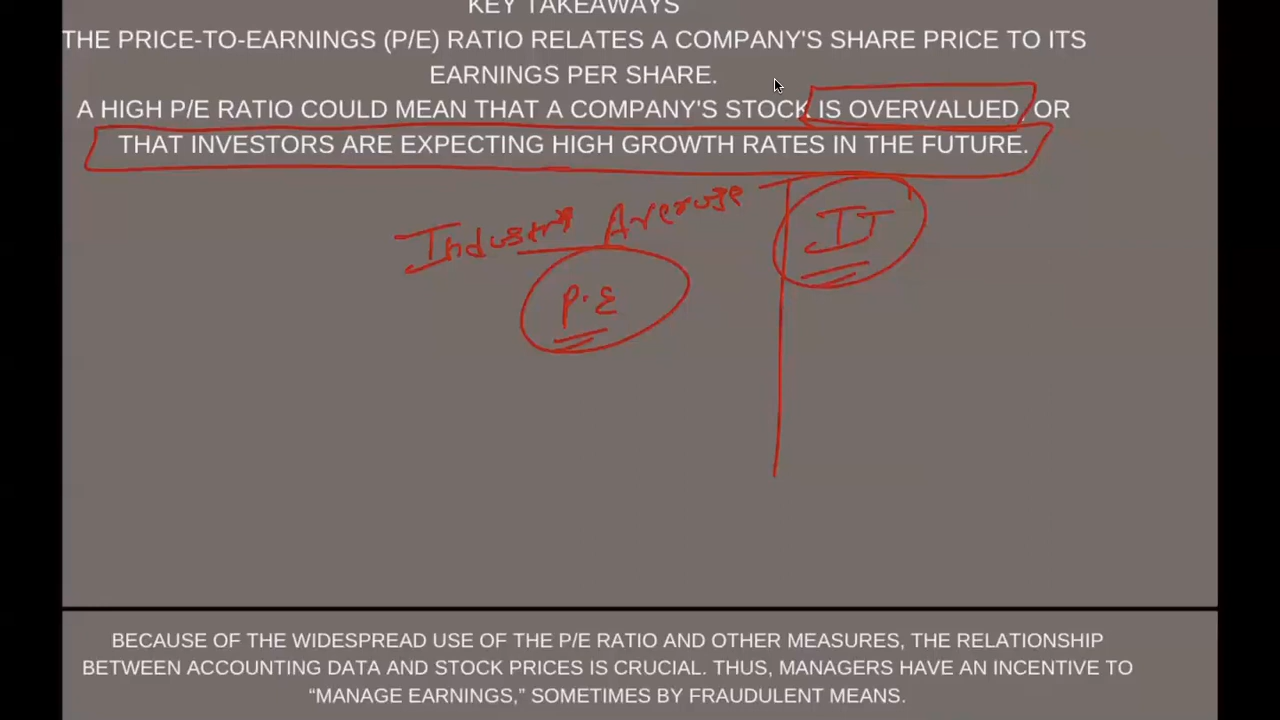 KEY TAKEAWAYS
THE PRICE-TO-EARNINGS (P/E) RATIO RELATES A COMPANY'S SHARE PRICE TO ITS
EARNINGS PER SHARE.
A HIGH P/E RATIO COULD MEAN THAT A COMPANY'S STOCK IS OVERVALUED, OR
THAT INVESTORS ARE EXPECTING HIGH GROWTH RATES IN THE FUTURE.
Industry Average
IT
P.E
BECAUSE OF THE WIDESPREAD USE OF THE P/E RATIO AND OTHER MEASURES, THE RELATIONSHIP
BETWEEN ACCOUNTING DATA AND STOCK PRICES IS CRUCIAL. THUS, MANAGERS HAVE AN INCENTIVE TO
“MANAGE EARNINGS,” SOMETIMES BY FRAUDULENT MEANS.